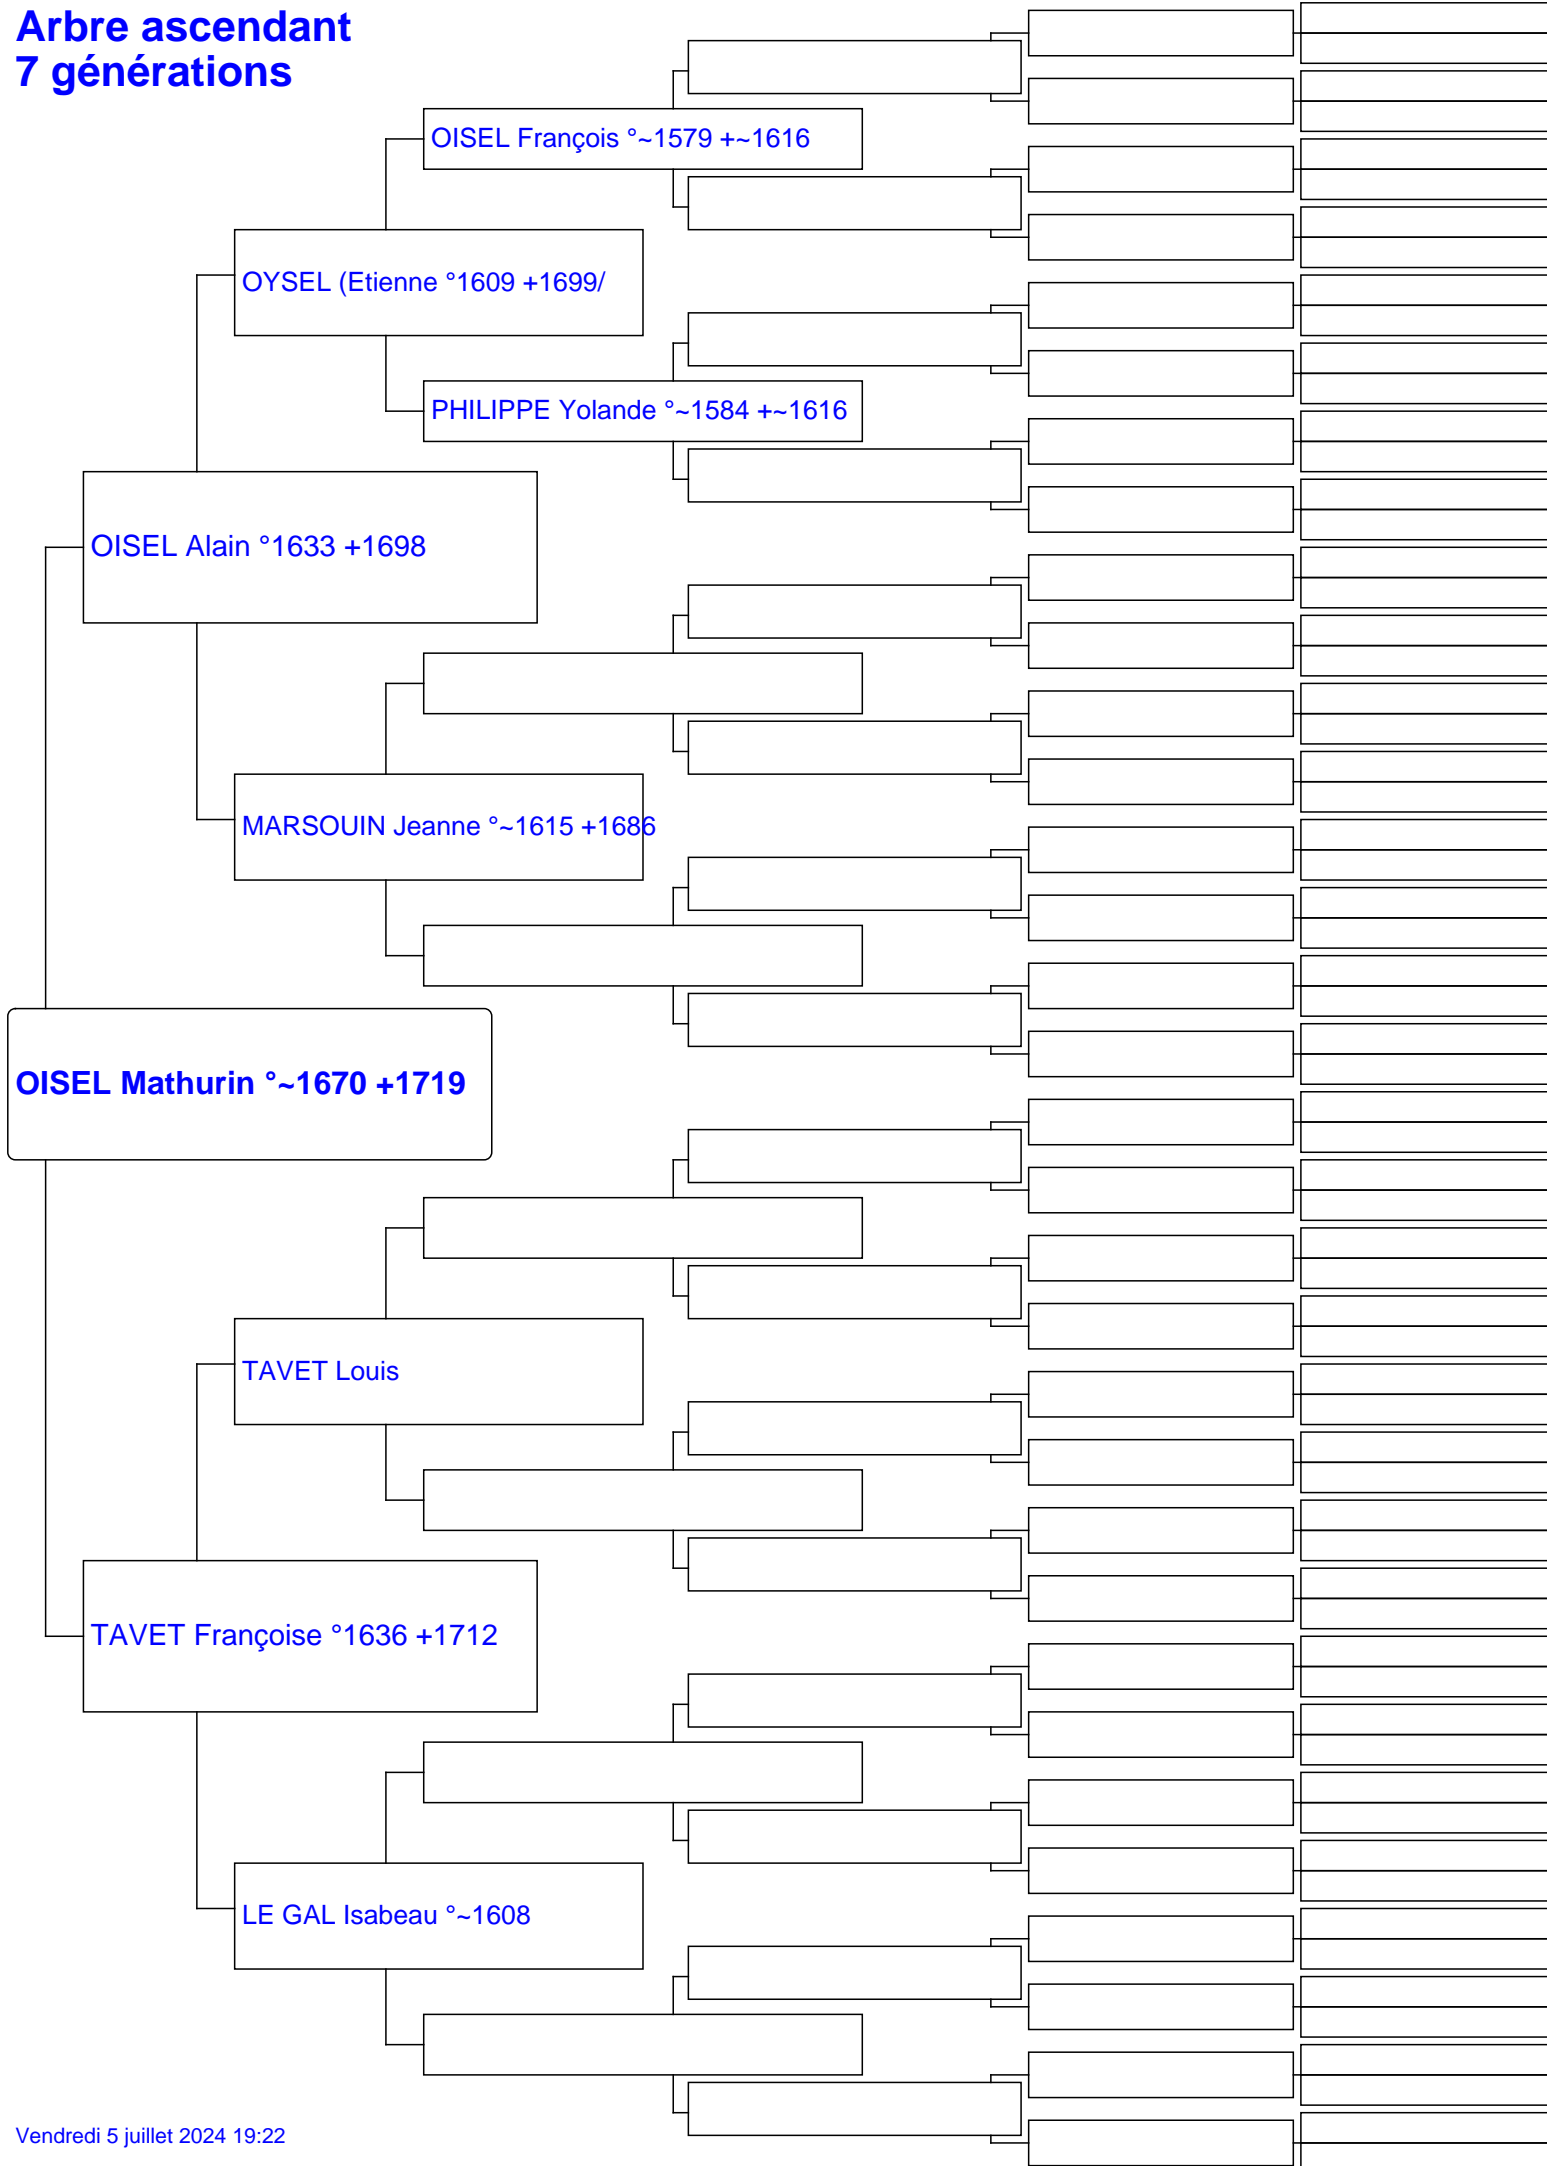 Arbre ascendant
7 générations
OISEL François °~1579 +~1616
OYSEL (Etienne °1609 +1699/
PHILIPPE Yolande °~1584 +~1616
OISEL Alain °1633 +1698
MARSOUIN Jeanne °~1615 +1686
OISEL Mathurin °~1670 +1719
TAVET Louis
TAVET Françoise °1636 +1712
LE GAL Isabeau °~1608
Vendredi 5 juillet 2024 19:22